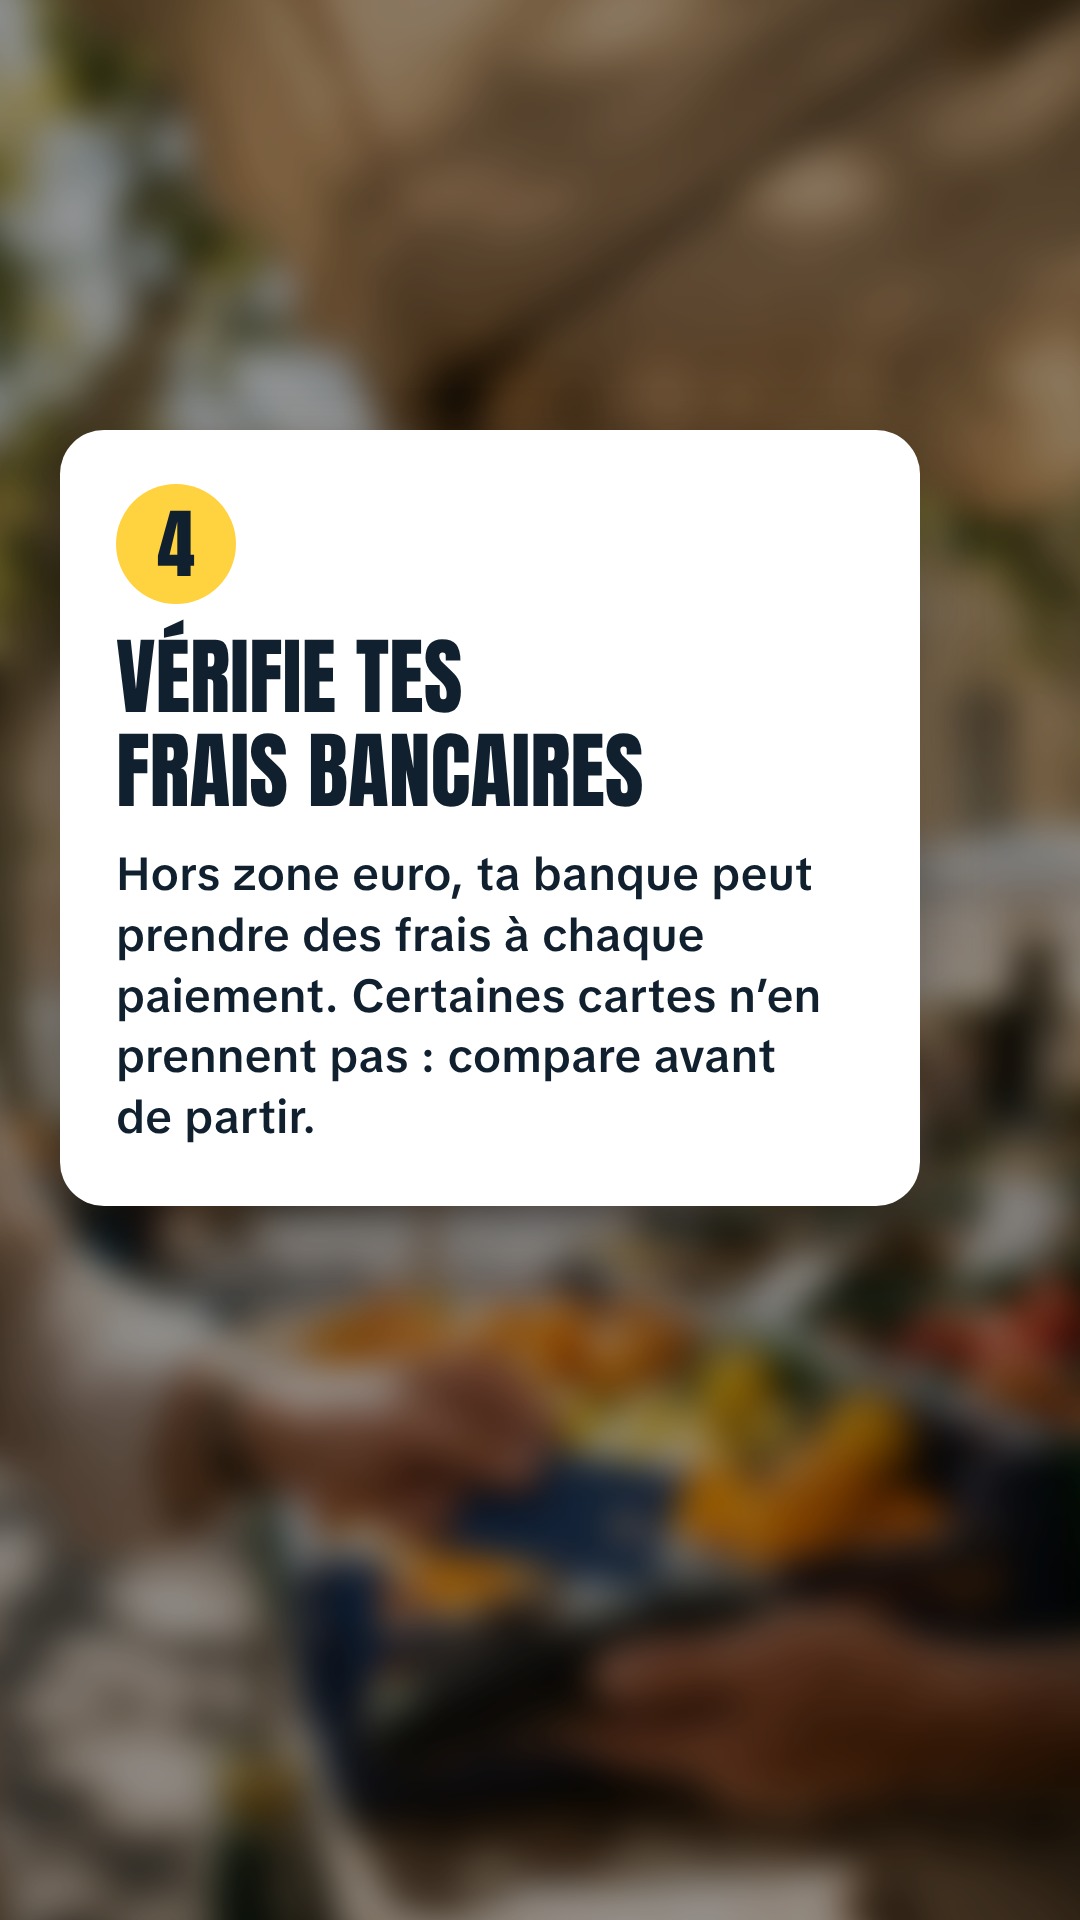 4
VÉRIFIE TES
FRAIS BANCAIRES
Hors zone euro, ta banque peut
prendre des frais à chaque
paiement. Certaines cartes n’en
prennent pas : compare avant
de partir.